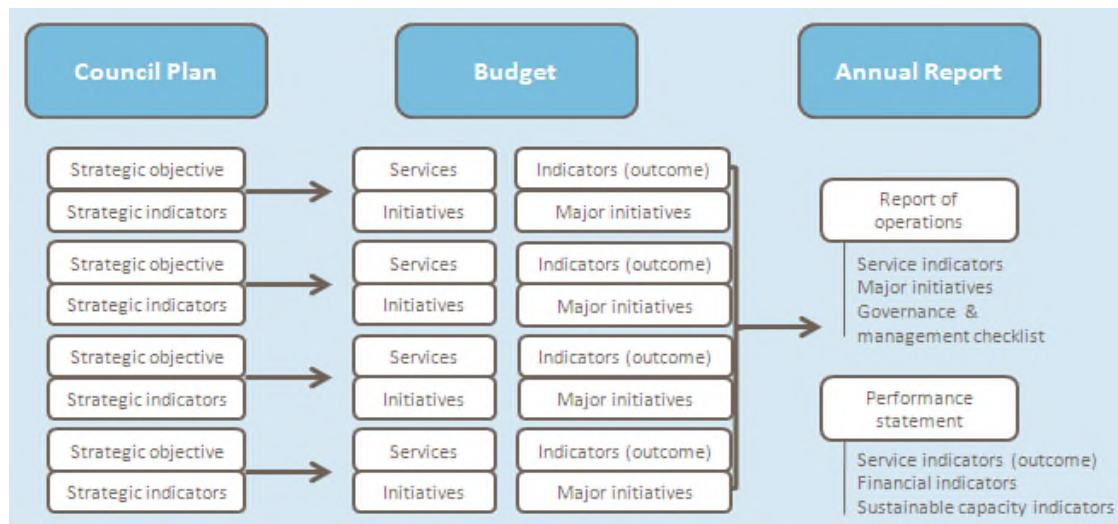 Council Plan
Budget
Annual Report
Strategic objective
Strategic indicators
Services
Initiatives
Indicators (outcome)
Major initiatives
Strategic objective
Strategic indicators
Services
Initiatives
Indicators (outcome)
Major initiatives
Strategic objective
Strategic indicators
Services
Initiatives
Indicators (outcome)
Major initiatives
Strategic objective
Strategic indicators
Services
Initiatives
Indicators (outcome)
Major initiatives
Report of
operations
Service indicators
Major initiatives
Governance &
management checklist
Performance
statement
Service indicators (outcome)
Financial indicators
Sustainable capacity indicators